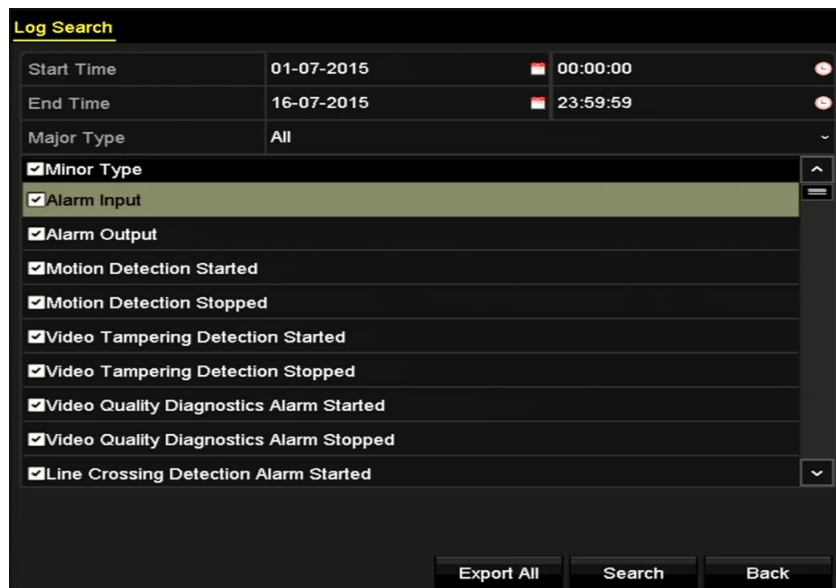 Log Search
Start Time 01-07-2015 00:00:00
End Time 16-07-2015 23:59:59
Major Type All
Minor Type
Alarm Input
Alarm Output
Motion Detection Started
Motion Detection Stopped
Video Tampering Detection Started
Video Tampering Detection Stopped
Video Quality Diagnostics Alarm Started
Video Quality Diagnostics Alarm Stopped
Line Crossing Detection Alarm Started
Export All Search Back